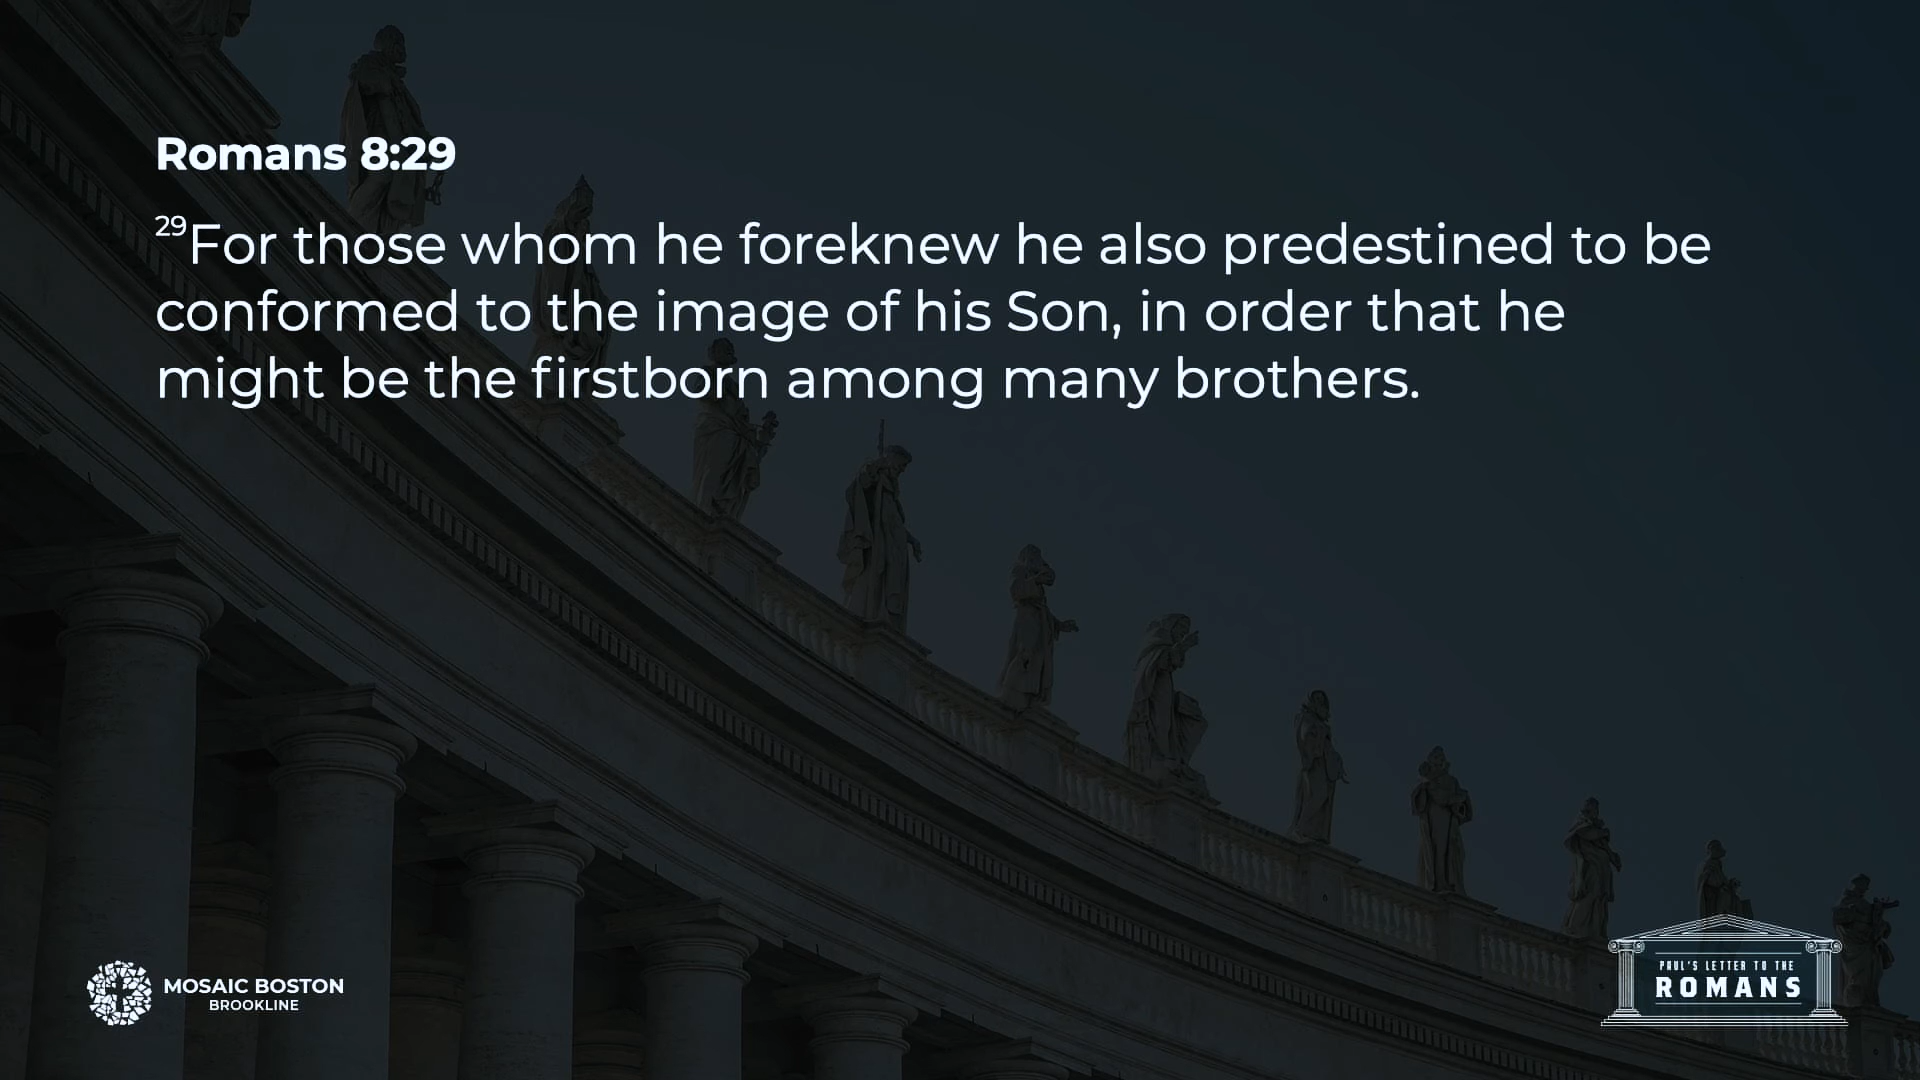 Romans 8:29
29For those whom he foreknew he also predestined to be
conformed to the image of his Son, in order that he
might be the firstborn among many brothers.
MOSAIC BOSTON
BROOKLINE
PAUL'S LETTER TO THE
ROMANS